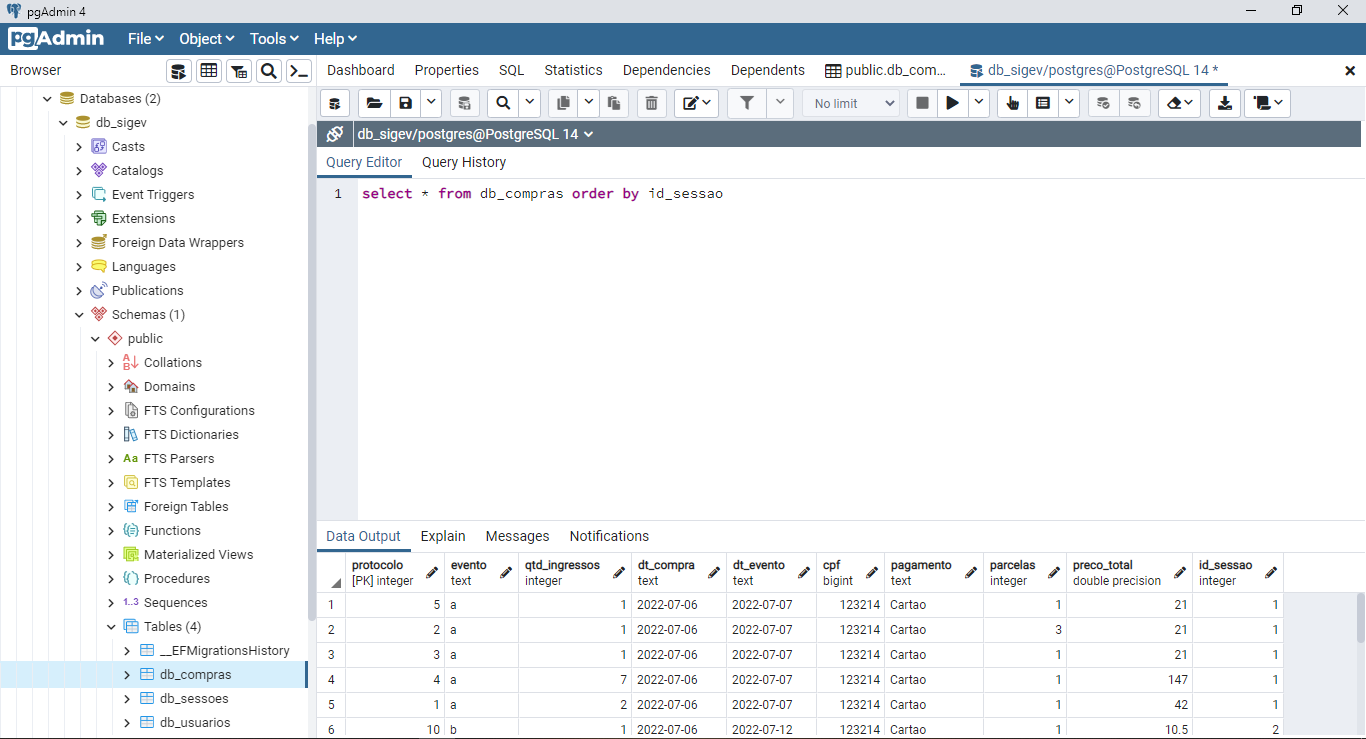 pgAdmin 4
pgAdmin File Object Tools Help
Browser
Dashboard Properties SQL Statistics Dependencies Dependents public.db_com... db_sigev/postgres@PostgreSQL 14 *
No limit
db_sigev/postgres@PostgreSQL 14
Query Editor Query History
1 select * from db_compras order by id_sessao
Databases (2)
db_sigev
Casts
Catalogs
Event Triggers
Extensions
Foreign Data Wrappers
Languages
Publications
Schemas (1)
public
Collations
Domains
FTS Configurations
FTS Dictionaries
Aa FTS Parsers
FTS Templates
Foreign Tables
Functions
Materialized Views
Procedures
1..3 Sequences
Tables (4)
__EFMigrationsHistory
db_compras
db_sessoes
db_usuarios
Data Output Explain Messages Notifications
protocolo evento qtd_ingressos dt_compra dt_evento cpf pagamento parcelas preco_total id_sessao
[PK] integer text integer text text bigint text integer double precision integer
1 5 a 1 2022-07-06 2022-07-07 123214 Cartao 1 21 1
2 2 a 1 2022-07-06 2022-07-07 123214 Cartao 3 21 1
3 3 a 1 2022-07-06 2022-07-07 123214 Cartao 1 21 1
4 4 a 7 2022-07-06 2022-07-07 123214 Cartao 1 147 1
5 1 a 2 2022-07-06 2022-07-07 123214 Cartao 1 42 1
6 10 b 1 2022-07-06 2022-07-12 123214 Cartao 1 10.5 2